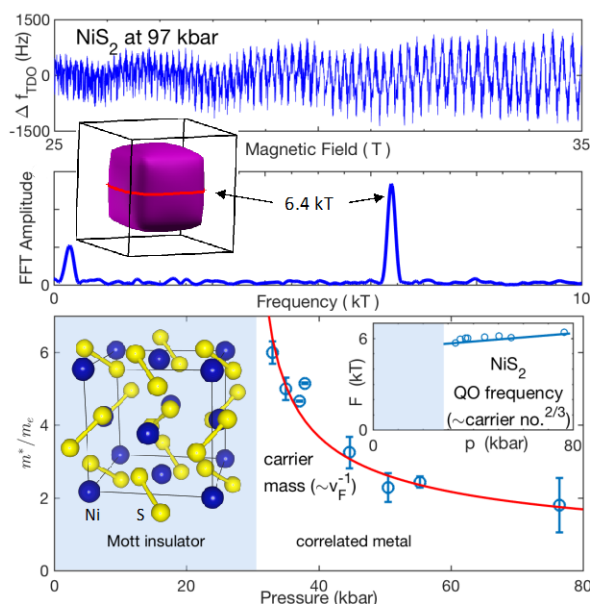 NiS2 at 97 kbar
Δ fTDO (Hz)
1500
0
-1500
25
Magnetic Field ( T )
35
6.4 kT
FFT Amplitude
0
Frequency ( kT )
10
m*/me
6
4
2
0
Ni
S
Mott insulator
carrier
mass (~vF-1)
correlated metal
F (kT)
6
3
0
NiS2
QO frequency
(~carrier no.2/3)
0
p (kbar)
80
0
20
40
60
80
Pressure (kbar)